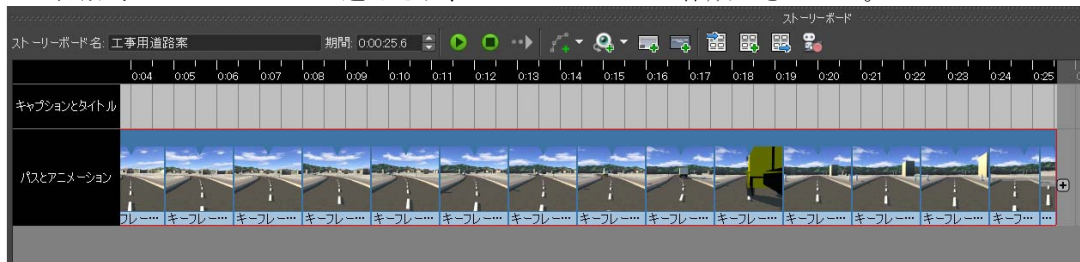 ストーリーボード
ストーリーボード名: 工事用道路案 期間: 0:00:25.6
0:04 0:05 0:06 0:07 0:08 0:09 0:10 0:11 0:12 0:13 0:14 0:15 0:16 0:17 0:18 0:19 0:20 0:21 0:22 0:23 0:24 0:25
キャプションとタイトル
パスとアニメーション
フレー… キーフレー… キーフレー… キーフレー… キーフレー… キーフレー… キーフレー… キーフレー… キーフレー… キーフレー… キーフレー… キーフレー… キーフレー… キーフ… …